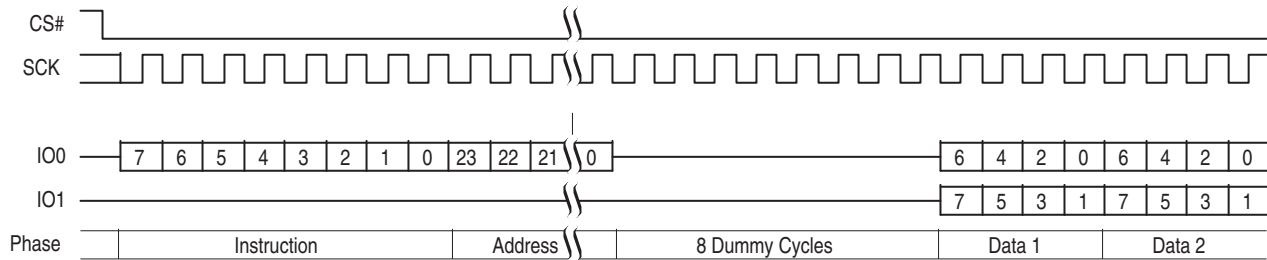 CS#
SCK
IO0 7 6 5 4 3 2 1 0 23 22 21 0 6 4 2 0 6 4 2 0
IO1 7 5 3 1 7 5 3 1
Phase Instruction Address 8 Dummy Cycles Data 1 Data 2